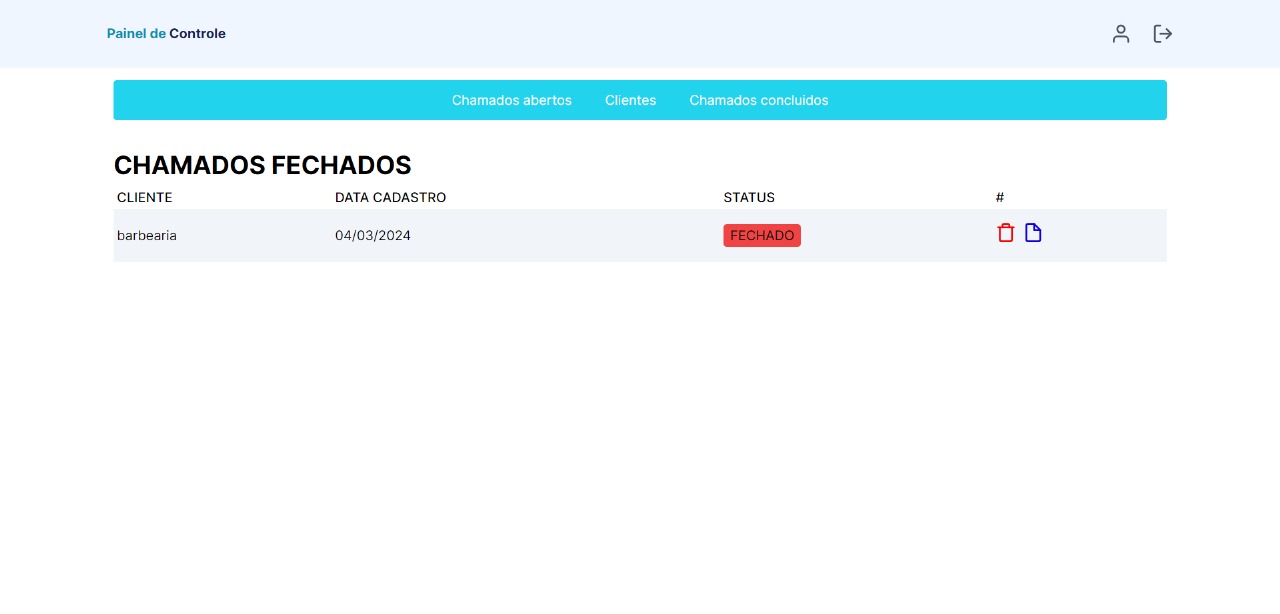 Painel de Controle
Chamados abertos Clientes Chamados concluidos
CHAMADOS FECHADOS
CLIENTE DATA CADASTRO STATUS #
barbearia 04/03/2024 FECHADO